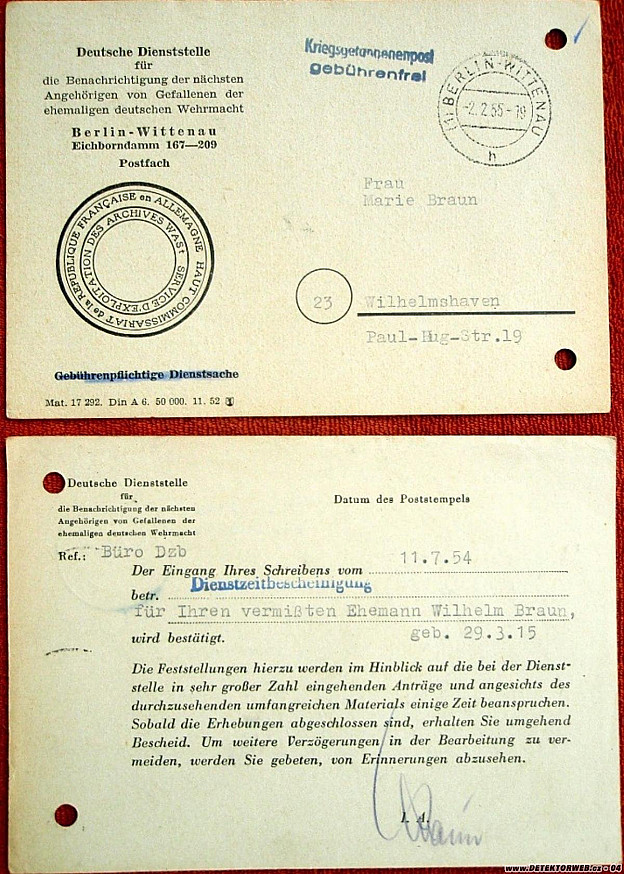 Deutsche Dienststelle
für
die Benachrichtigung der nächsten
Angehörigen von Gefallenen der
ehemaligen deutschen Wehrmacht
Berlin-Wittenau
Eichborndamm 167—209
Postfach
Kriegsgefangenenpost
gebührenfrei
(1) BERLIN-WITTENAU
-2.2.55-19
h
HAUT COMMISSARIAT de la RÉPUBLIQUE FRANÇAISE en ALLEMAGNE
SERVICE D'EXPLOITATION DES ARCHIVES WASt
Frau
Marie Braun
23 Wilhelmshaven
Paul-Hug-Str.19
Gebührenpflichtige Dienstsache
Mat. 17 292. Din A 6. 50 000. 11. 52
Deutsche Dienststelle
für
die Benachrichtigung der nächsten
Angehörigen von Gefallenen der
ehemaligen deutschen Wehrmacht
Datum des Poststempels
Ref.: Büro Dzb
Der Eingang Ihres Schreibens vom 11.7.54
betr. Dienstzeitbescheinigung
für Ihren vermißten Ehemann Wilhelm Braun,
wird bestätigt. geb. 29.3.15
Die Feststellungen hierzu werden im Hinblick auf die bei der Dienst-
stelle in sehr großer Zahl eingehenden Anträge und angesichts des
durchzusehenden umfangreichen Materials einige Zeit beanspruchen.
Sobald die Erhebungen abgeschlossen sind, erhalten Sie umgehend
Bescheid. Um weitere Verzögerungen in der Bearbeitung zu ver-
meiden, werden Sie gebeten, von Erinnerungen abzusehen.
I. A.
www.DETEKTORWEB.cz - 04